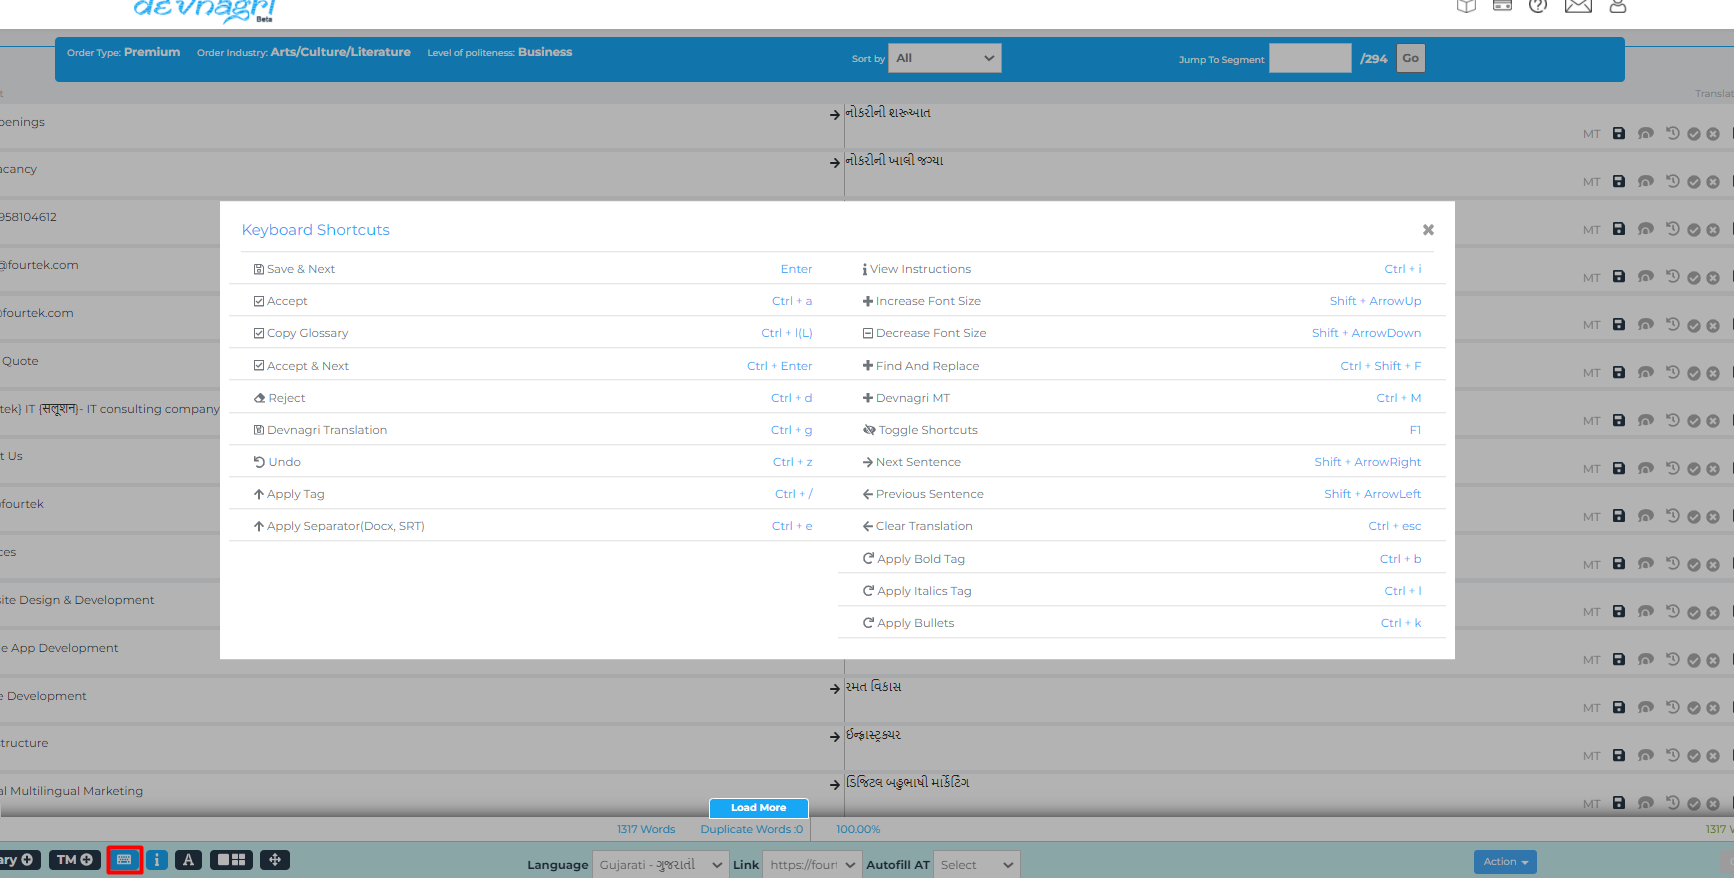 devnagri
Beta
Order Type: Premium Order Industry: Arts/Culture/Literature Level of politeness: Business Sort by All Jump To Segment /294 Go
Translat
penings નોકરીની શરૂઆત
MT
acancy નોકરીની ખાલી જગ્યા
MT
958104612 MT
@fourtek.com MT
fourtek.com MT
Quote MT
tek} IT {सलूशन}- IT consulting company MT
t Us MT
fourtek MT
ces MT
ite Design & Development MT
e App Development MT
Keyboard Shortcuts
Save & Next Enter View Instructions Ctrl + i
Accept Ctrl + a Increase Font Size Shift + ArrowUp
Copy Glossary Ctrl + l(L) Decrease Font Size Shift + ArrowDown
Accept & Next Ctrl + Enter Find And Replace Ctrl + Shift + F
Reject Ctrl + d Devnagri MT Ctrl + M
Devnagri Translation Ctrl + g Toggle Shortcuts F1
Undo Ctrl + z Next Sentence Shift + ArrowRight
Apply Tag Ctrl + / Previous Sentence Shift + ArrowLeft
Apply Separator(Docx, SRT) Ctrl + e Clear Translation Ctrl + esc
Apply Bold Tag Ctrl + b
Apply Italics Tag Ctrl + l
Apply Bullets Ctrl + k
e Development રમત વિકાસ
MT
tructure ઈન્ફ્રાસ્ટ્રક્ચર
MT
al Multilingual Marketing ડિજિટલ બહુભાષી માર્કેટિંગ
MT
Load More
1317 Words Duplicate Words :0 100.00% 1317 W
ary TM i A Language Gujarati - ગુજરાતી Link https://fourt Autofill AT Select Action